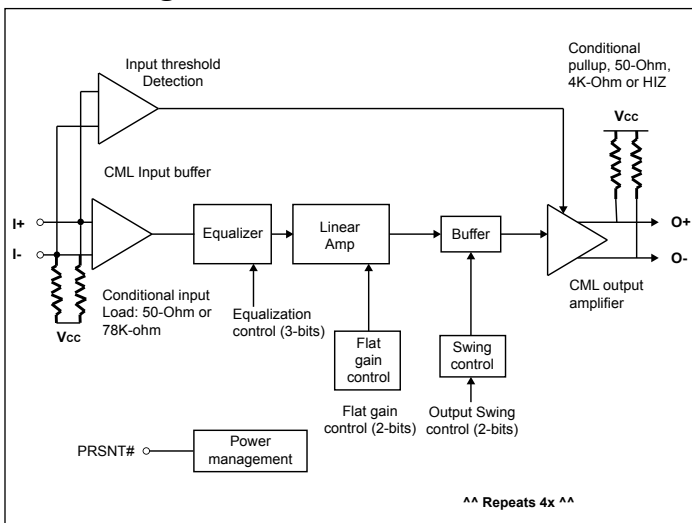 Input threshold
Detection
Conditional
pullup, 50-Ohm,
4K-Ohm or HIZ
Vcc
CML Input buffer
I+
I-
Equalizer
Linear
Amp
Buffer
O+
O-
CML output
amplifier
Conditional input
Load: 50-Ohm or
78K-ohm
Vcc
Equalization
control (3-bits)
Flat
gain
control
Swing
control
Flat gain
control (2-bits)
Output Swing
control (2-bits)
PRSNT#
Power
management
^^ Repeats 4x ^^